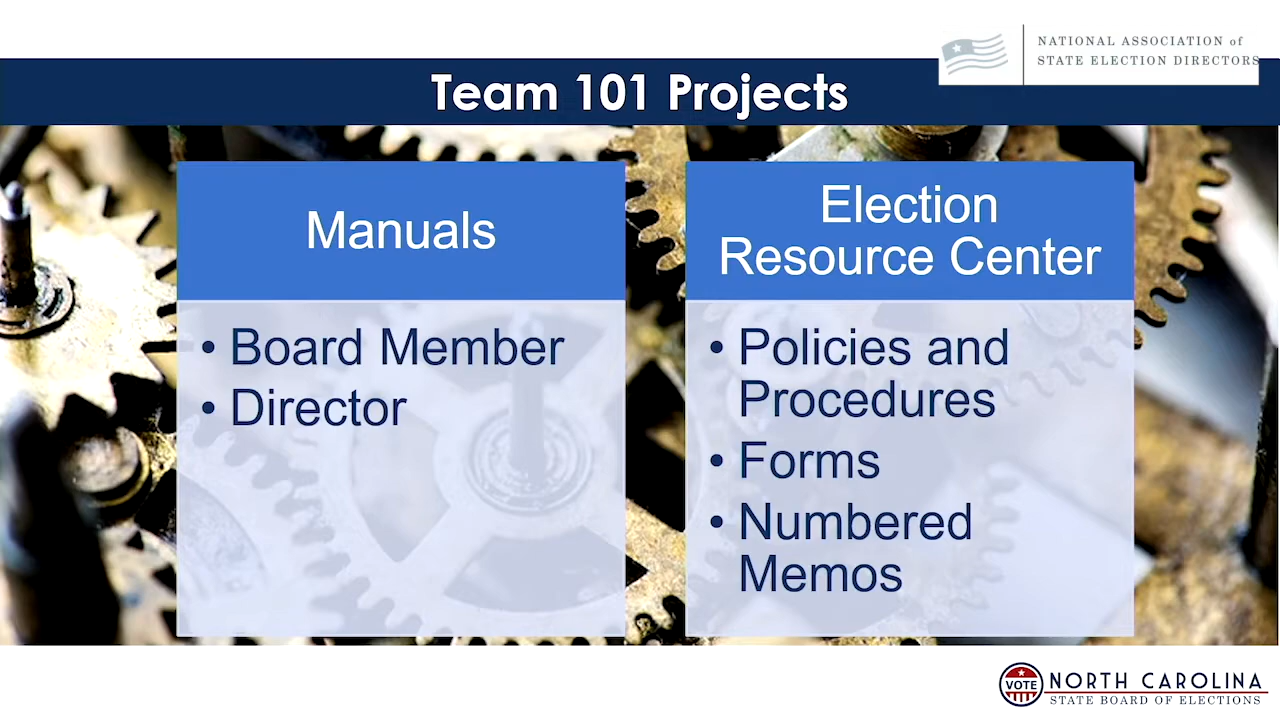 NATIONAL ASSOCIATION of
STATE ELECTION DIRECTORS
Team 101 Projects
Manuals
• Board Member
• Director
Election
Resource Center
• Policies and
Procedures
• Forms
• Numbered
Memos
VOTE
NORTH CAROLINA
STATE BOARD OF ELECTIONS